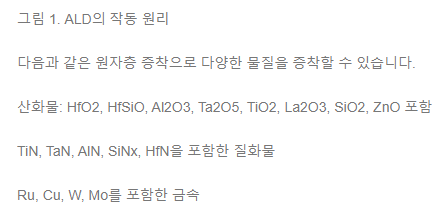 그림 1. ALD의 작동 원리
다음과 같은 원자층 증착으로 다양한 물질을 증착할 수 있습니다.
산화물: HfO2, HfSiO, Al2O3, Ta2O5, TiO2, La2O3, SiO2, ZnO 포함
TiN, TaN, AlN, SiNx, HfN을 포함한 질화물
Ru, Cu, W, Mo를 포함한 금속